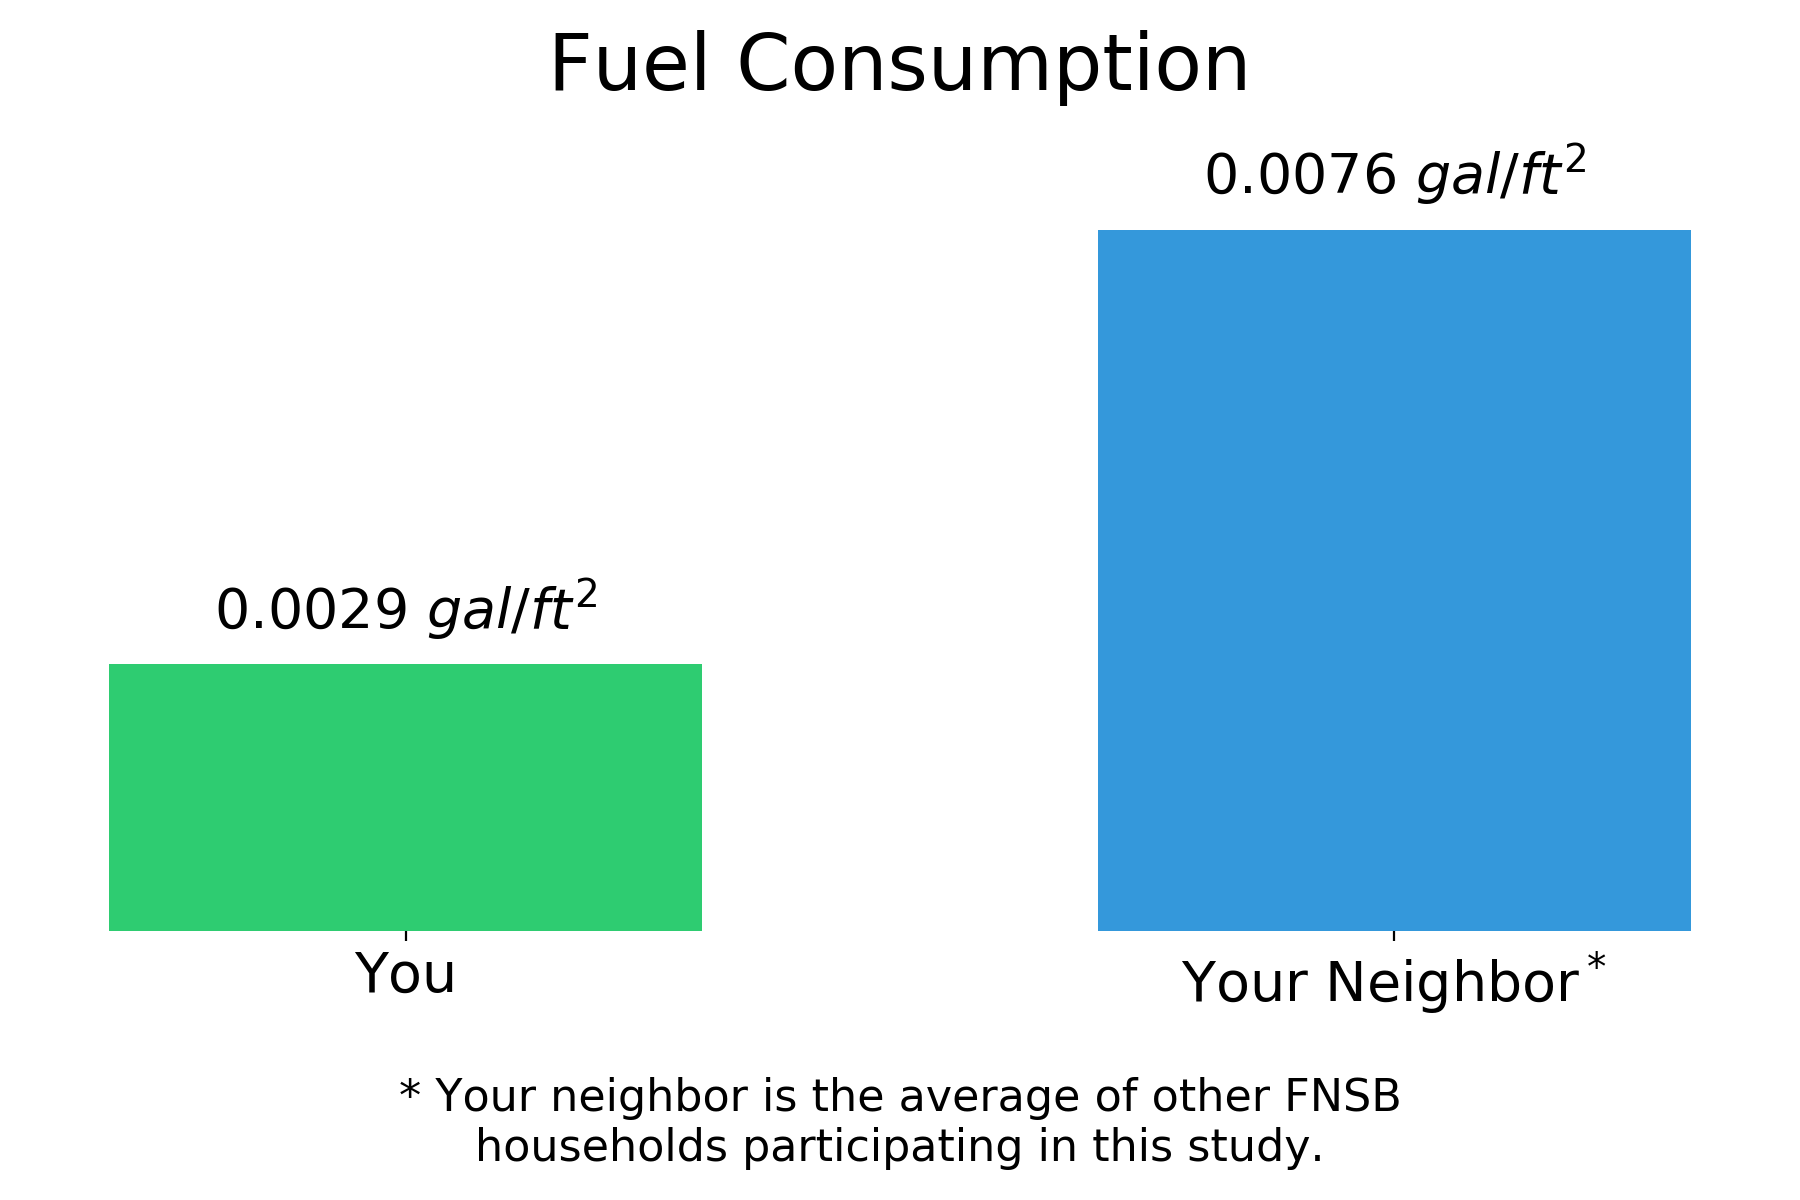 Fuel Consumption
0.0076 gal/ft²
0.0029 gal/ft²
You
Your Neighbor*
* Your neighbor is the average of other FNSB
households participating in this study.